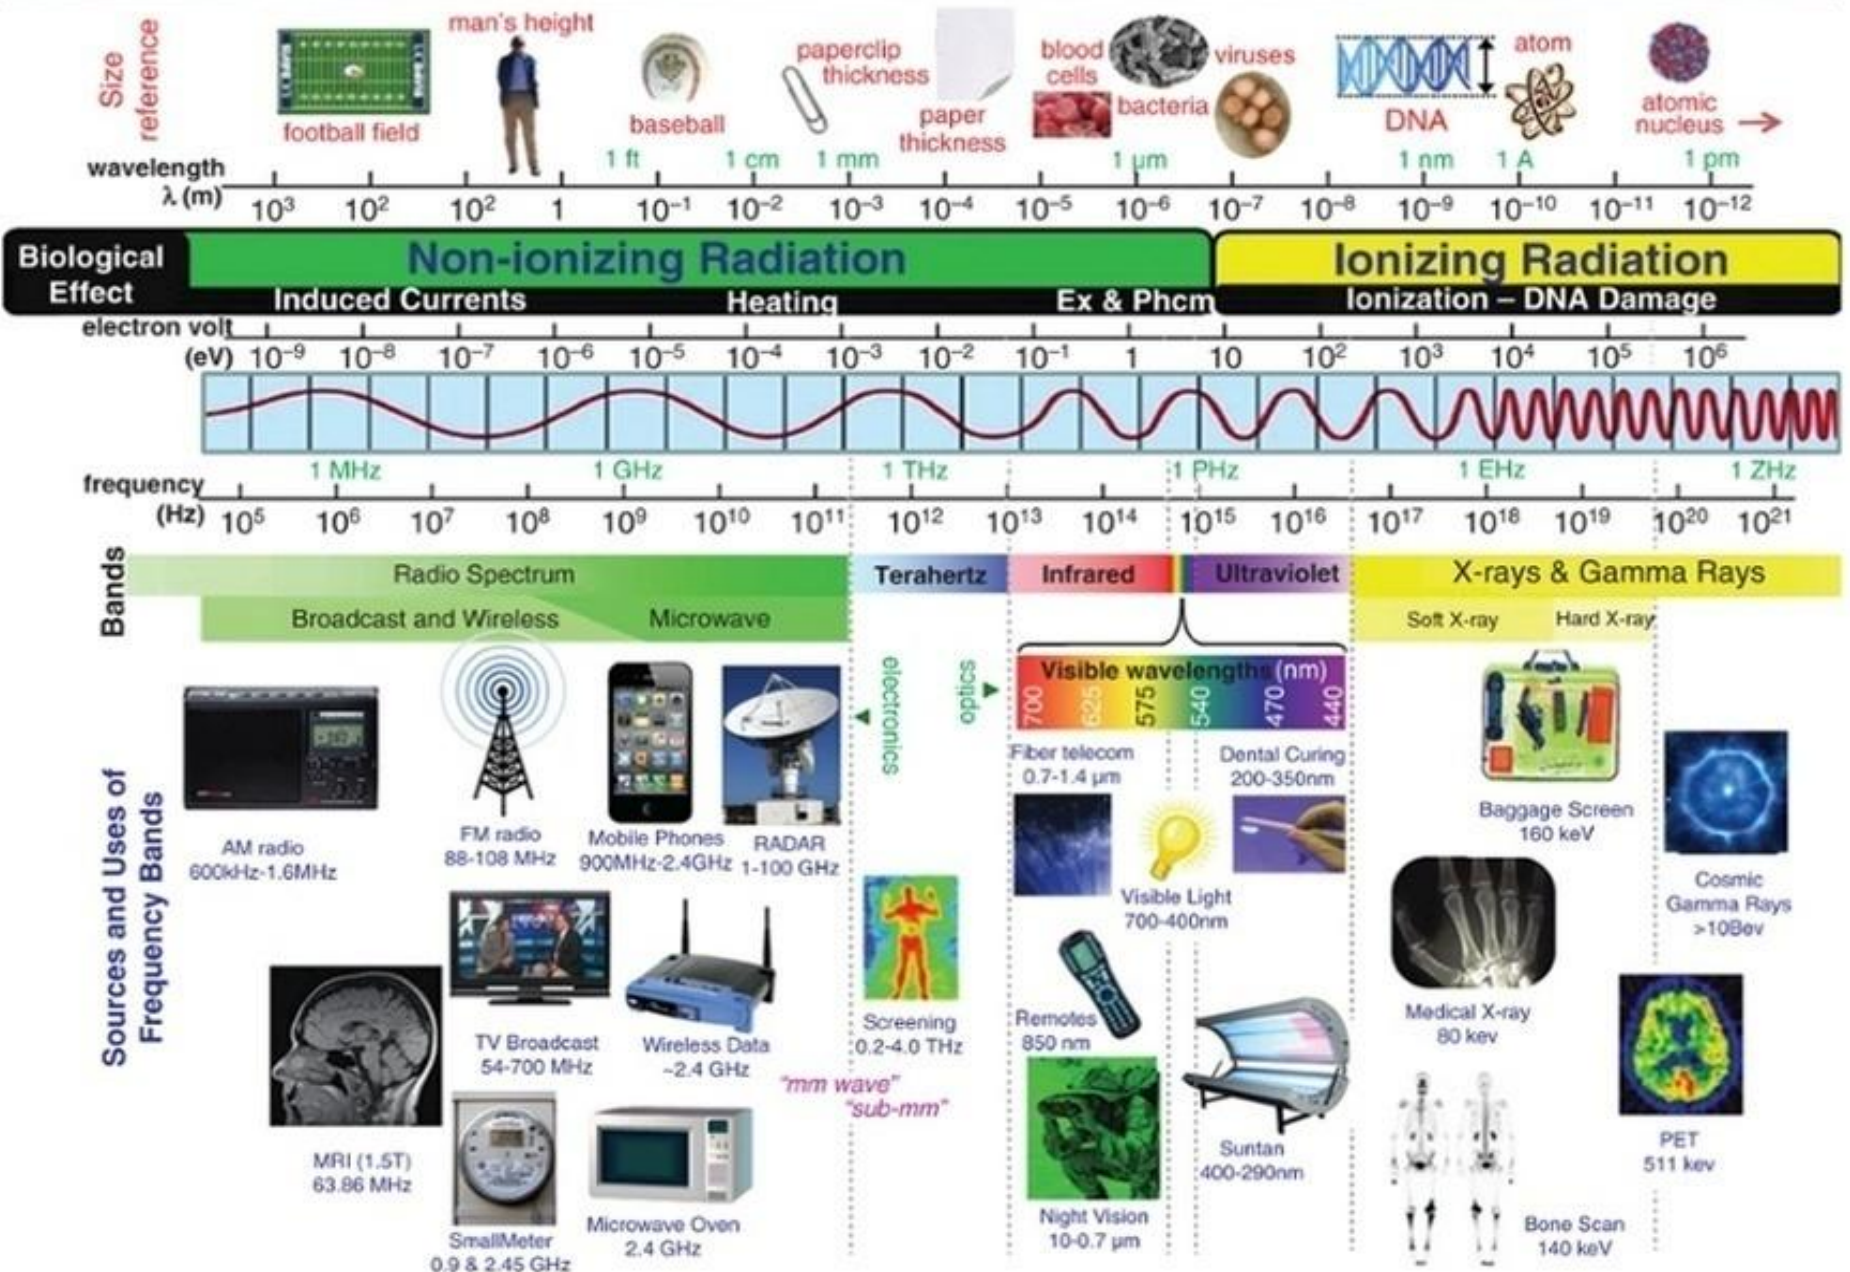 Size
reference
football field
man's height
baseball
paperclip
thickness
paper
thickness
blood
cells
bacteria
viruses
DNA
atom
atomic
nucleus
1 ft
1 cm
1 mm
1 µm
1 nm
1 A
1 pm
wavelength
λ (m)
10³ 10² 10² 1 10⁻¹ 10⁻² 10⁻³ 10⁻⁴ 10⁻⁵ 10⁻⁶ 10⁻⁷ 10⁻⁸ 10⁻⁹ 10⁻¹⁰ 10⁻¹¹ 10⁻¹²
Biological
Effect
Non-ionizing Radiation
Ionizing Radiation
Induced Currents
Heating
Ex & Phcm
Ionization – DNA Damage
electron volt
(eV)
10⁻⁹ 10⁻⁸ 10⁻⁷ 10⁻⁶ 10⁻⁵ 10⁻⁴ 10⁻³ 10⁻² 10⁻¹ 1 10 10² 10³ 10⁴ 10⁵ 10⁶
1 MHz
1 GHz
1 THz
1 PHz
1 EHz
1 ZHz
frequency
(Hz)
10⁵ 10⁶ 10⁷ 10⁸ 10⁹ 10¹⁰ 10¹¹ 10¹² 10¹³ 10¹⁴ 10¹⁵ 10¹⁶ 10¹⁷ 10¹⁸ 10¹⁹ 10²⁰ 10²¹
Bands
Radio Spectrum
Terahertz
Infrared
Ultraviolet
X-rays & Gamma Rays
Broadcast and Wireless
Microwave
Soft X-ray
Hard X-ray
electronics
optics
Visible wavelengths (nm)
700
625
575
540
470
440
Sources and Uses of
Frequency Bands
AM radio
600kHz-1.6MHz
FM radio
88-108 MHz
Mobile Phones
900MHz-2.4GHz
RADAR
1-100 GHz
Fiber telecom
0.7-1.4 µm
Dental Curing
200-350nm
Baggage Screen
160 keV
Visible Light
700-400nm
Cosmic
Gamma Rays
>10Bev
TV Broadcast
54-700 MHz
Wireless Data
~2.4 GHz
Screening
0.2-4.0 THz
"mm wave"
"sub-mm"
Remotes
850 nm
Medical X-ray
80 kev
MRI (1.5T)
63.86 MHz
SmallMeter
0.9 & 2.45 GHz
Microwave Oven
2.4 GHz
Night Vision
10-0.7 µm
Suntan
400-290nm
PET
511 kev
Bone Scan
140 keV